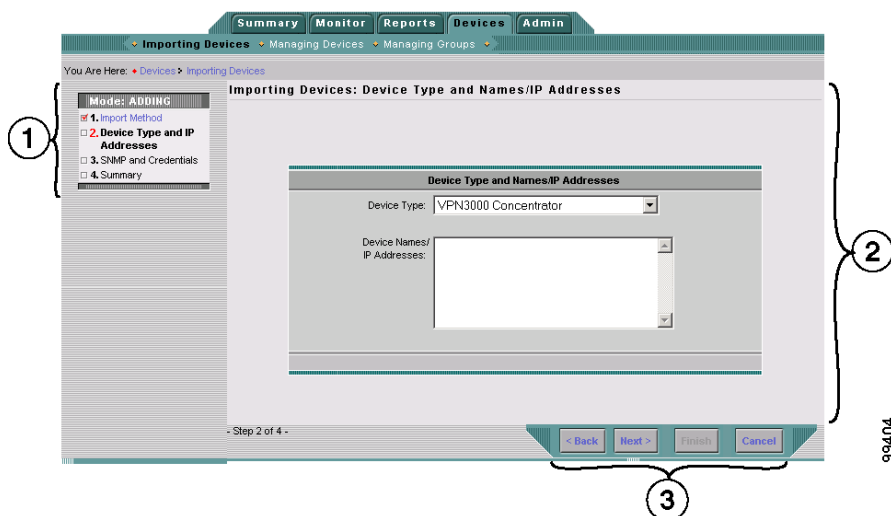 Summary Monitor Reports Devices Admin
Importing Devices Managing Devices Managing Groups
You Are Here: Devices Importing Devices
Mode: ADDING
1. Import Method
2. Device Type and IP
Addresses
3. SNMP and Credentials
4. Summary
1
Importing Devices: Device Type and Names/IP Addresses
Device Type and Names/IP Addresses
Device Type: VPN3000 Concentrator
Device Names/
IP Addresses:
2
- Step 2 of 4 -
< Back Next > Finish Cancel
3
66404